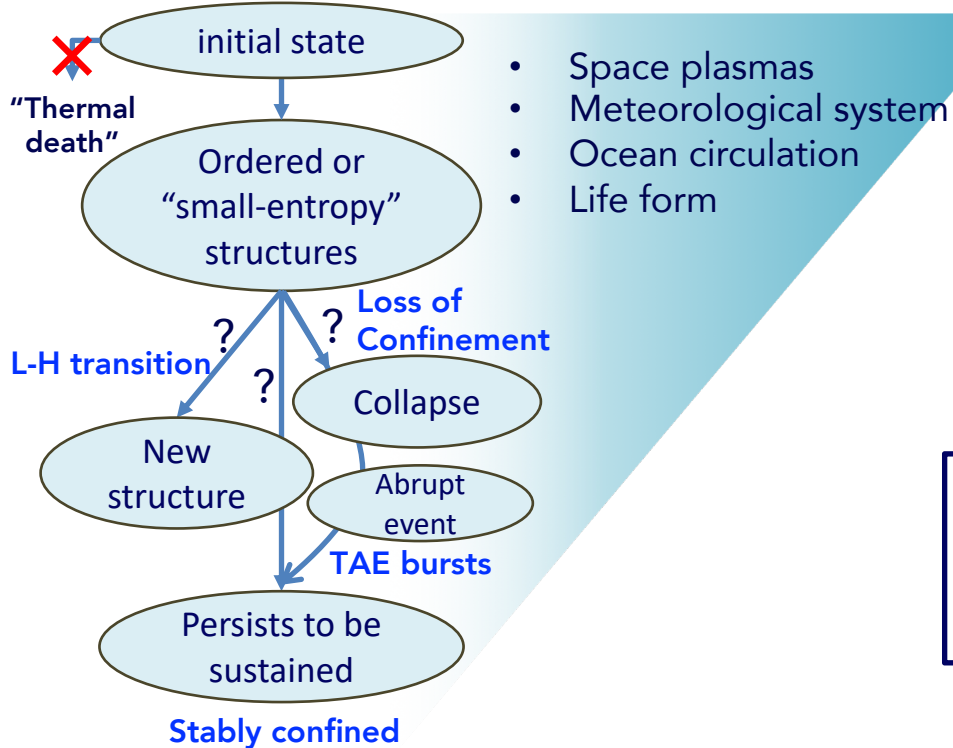 initial state
"Thermal
death"
Ordered or
“small-entropy”
structures
• Space plasmas
• Meteorological system
• Ocean circulation
• Life form
?
?
?
L-H transition
Loss of
Confinement
Collapse
New
structure
Abrupt
event
TAE bursts
Persists to be
sustained
Stably confined